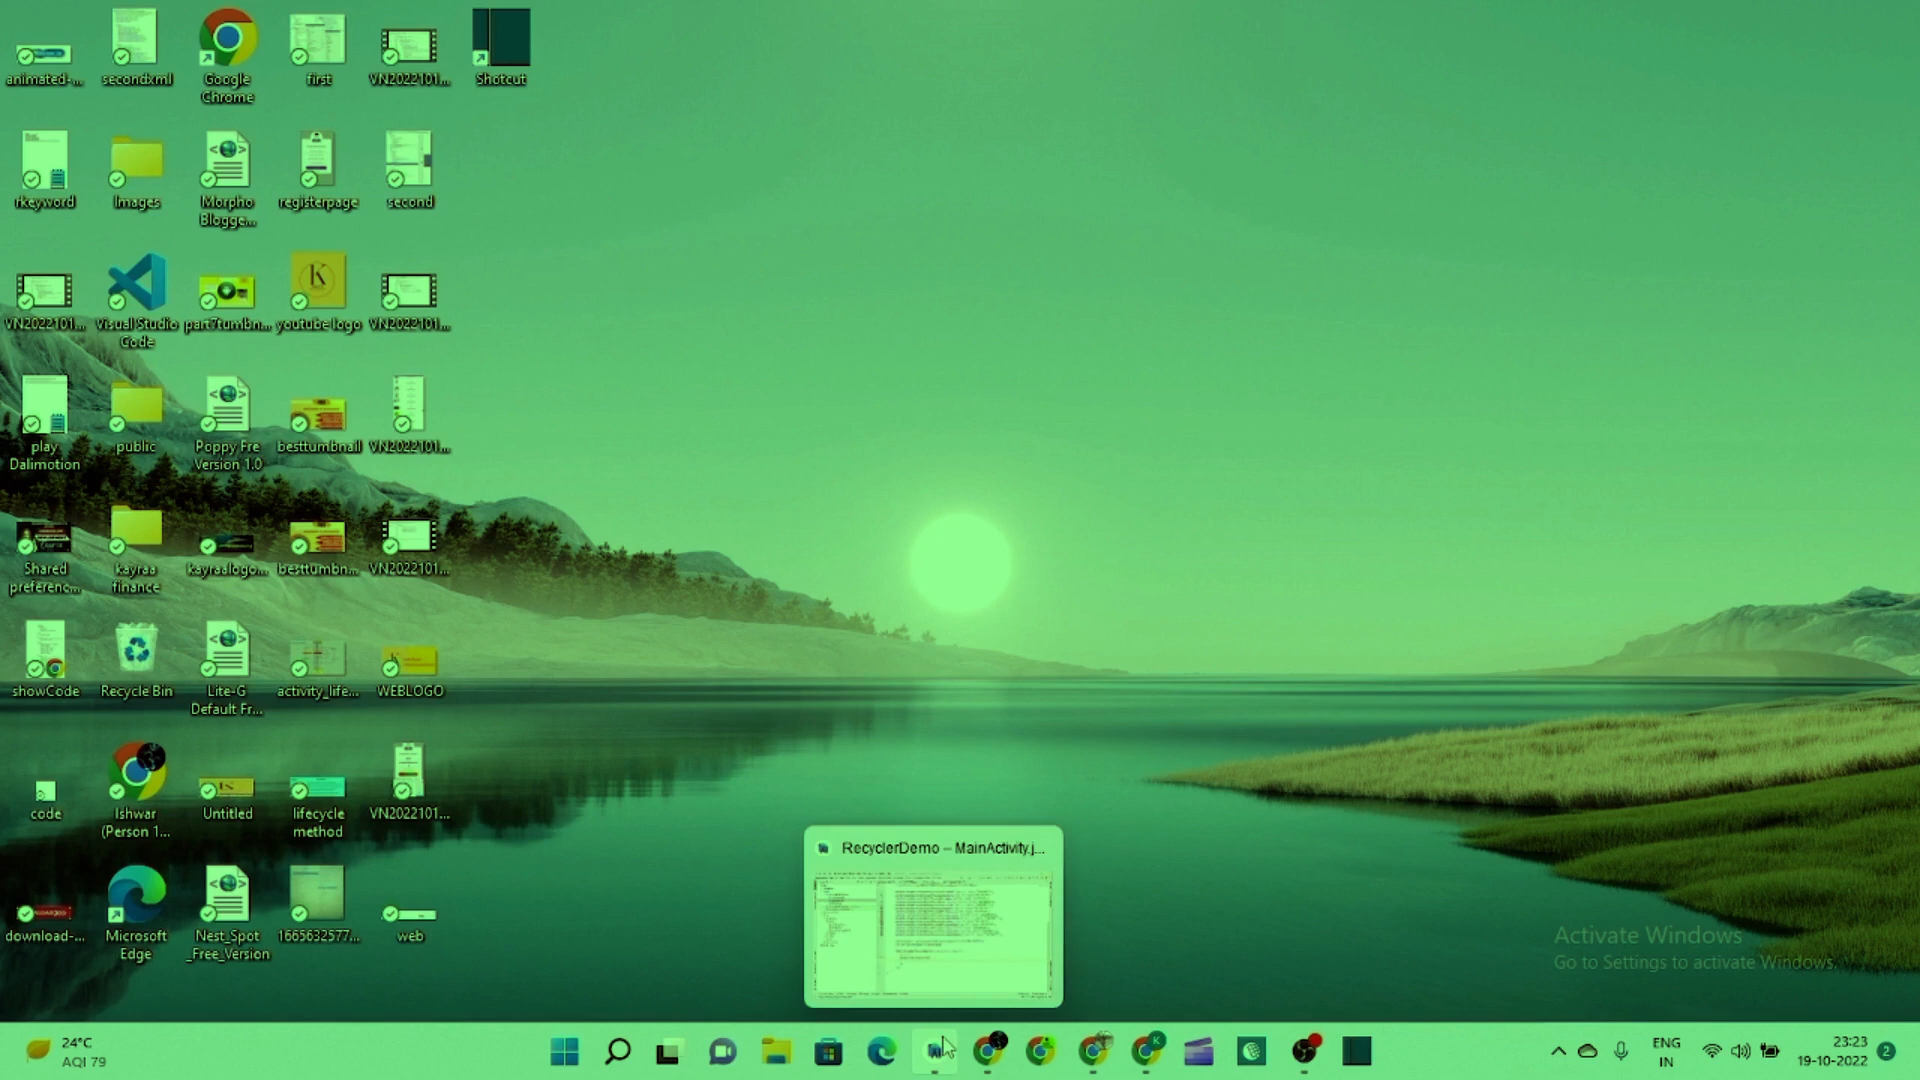 animated-...
secondxml
Google
Chrome
first
VN2022101...
Shotcut
rkeyword
Images
Morpho
Blogge...
registerpage
second
VN2022101...
Visual Studio
Code
part7tumbn...
youtube logo
VN2022101...
play
Dalimotion
public
Poppy Fre
Version 1.0
besttumbnail
VN2022101...
Shared
preferenc...
kayraa
finance
kayraalogo...
besttumbn...
VN2022101...
showCode
Recycle Bin
Lite-G
Default Fr...
activity_life...
WEBLOGO
code
Ishwar
(Person 1...
Untitled
lifecycle
method
VN2022101...
download-...
Microsoft
Edge
Nest_Spot
_Free_Version
1665632577...
web
RecyclerDemo – MainActivity.j...
Activate Windows
Go to Settings to activate Windows.
24°C
AQI 79
ENG
IN
23:23
19-10-2022
2